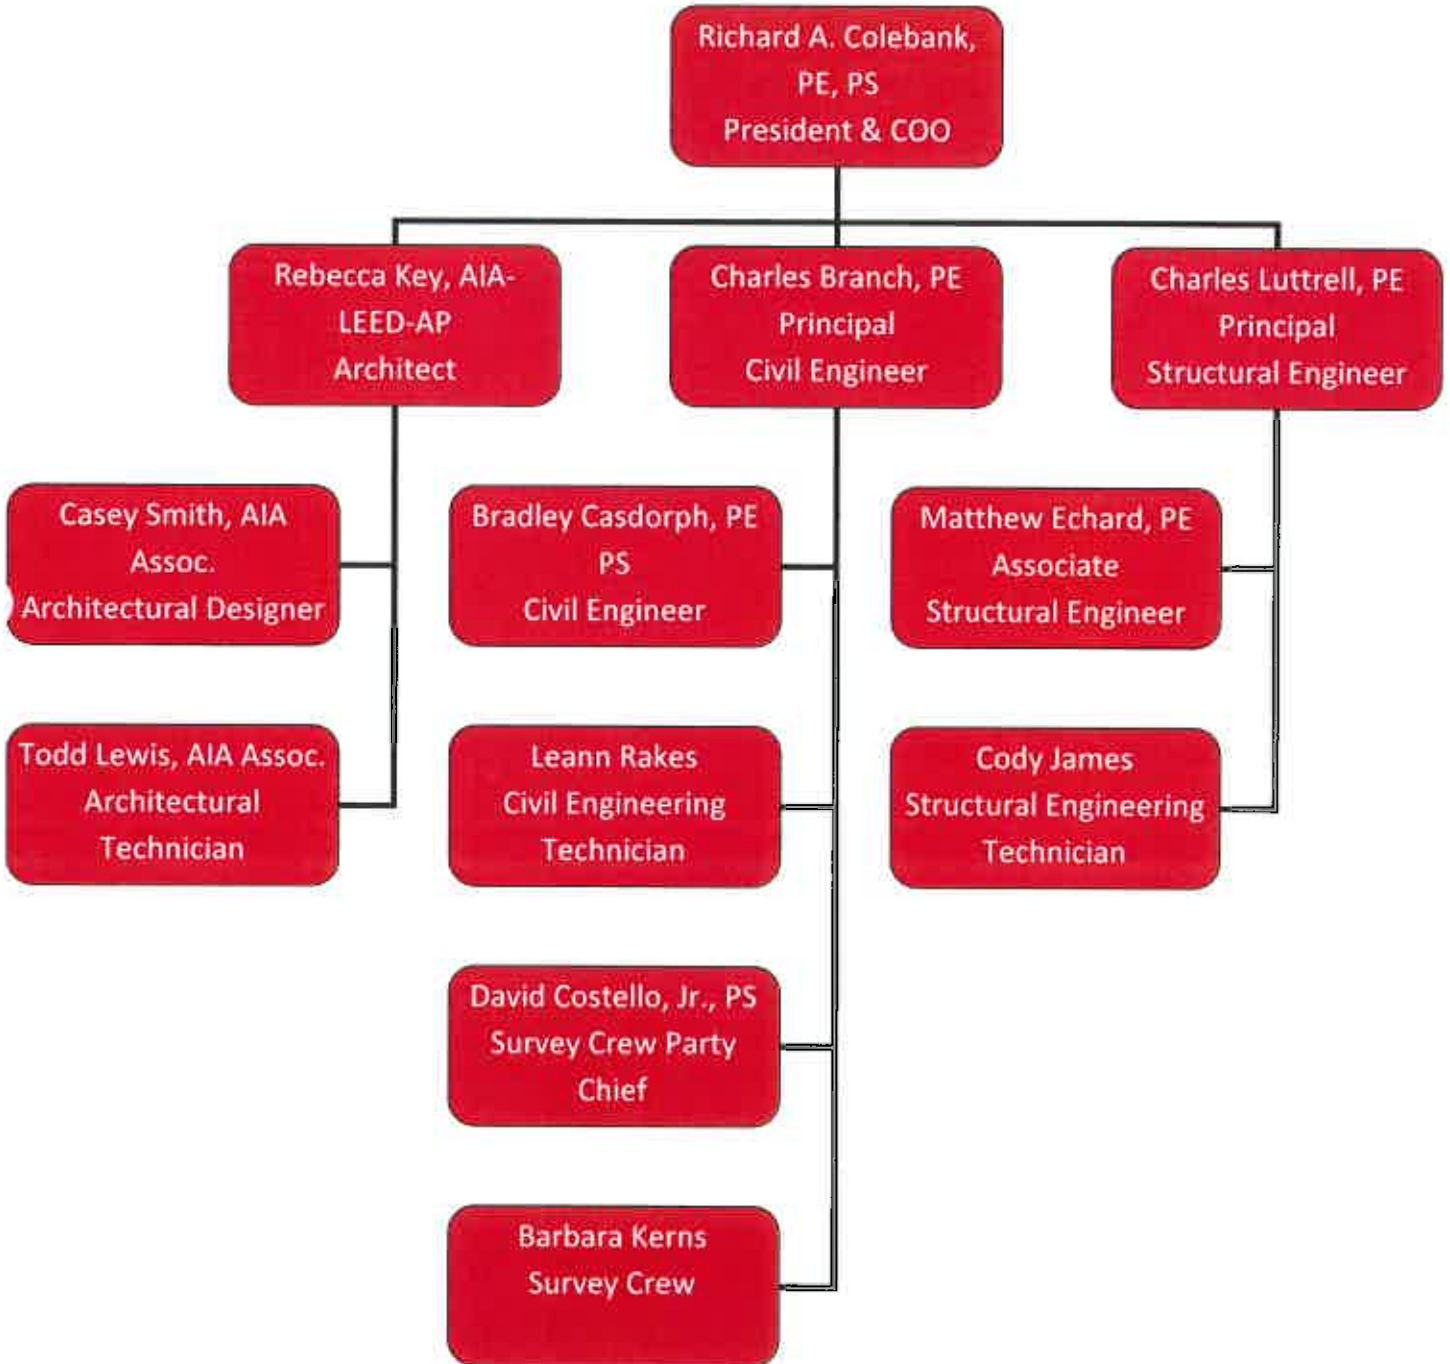 Richard A. Colebank,
PE, PS
President & COO
Rebecca Key, AIA-
LEED-AP
Architect
Charles Branch, PE
Principal
Civil Engineer
Charles Luttrell, PE
Principal
Structural Engineer
Casey Smith, AIA
Assoc.
Architectural Designer
Bradley Casdorph, PE
PS
Civil Engineer
Matthew Echard, PE
Associate
Structural Engineer
Todd Lewis, AIA Assoc.
Architectural
Technician
Leann Rakes
Civil Engineering
Technician
Cody James
Structural Engineering
Technician
David Costello, Jr., PS
Survey Crew Party
Chief
Barbara Kerns
Survey Crew